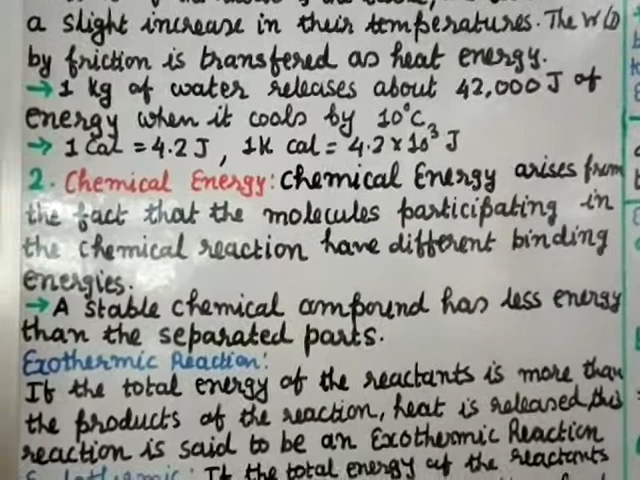 a slight increase in their temperatures. The W/D
by friction is transfered as heat energy.
→ 1 kg of water releases about 42,000 J of
energy when it cools by 10°C.
→ 1 Cal = 4.2 J, 1K cal = 4.2 x 10³ J
2. Chemical Energy: Chemical Energy arises from
the fact that the molecules participating in
the chemical reaction have different binding
energies.
→ A stable chemical compound has less energy
than the separated parts.
Exothermic Reaction:
If the total energy of the reactants is more than
the products of the reaction, heat is released, this
reaction is said to be an Exothermic Reaction
If the total energy of the reactants